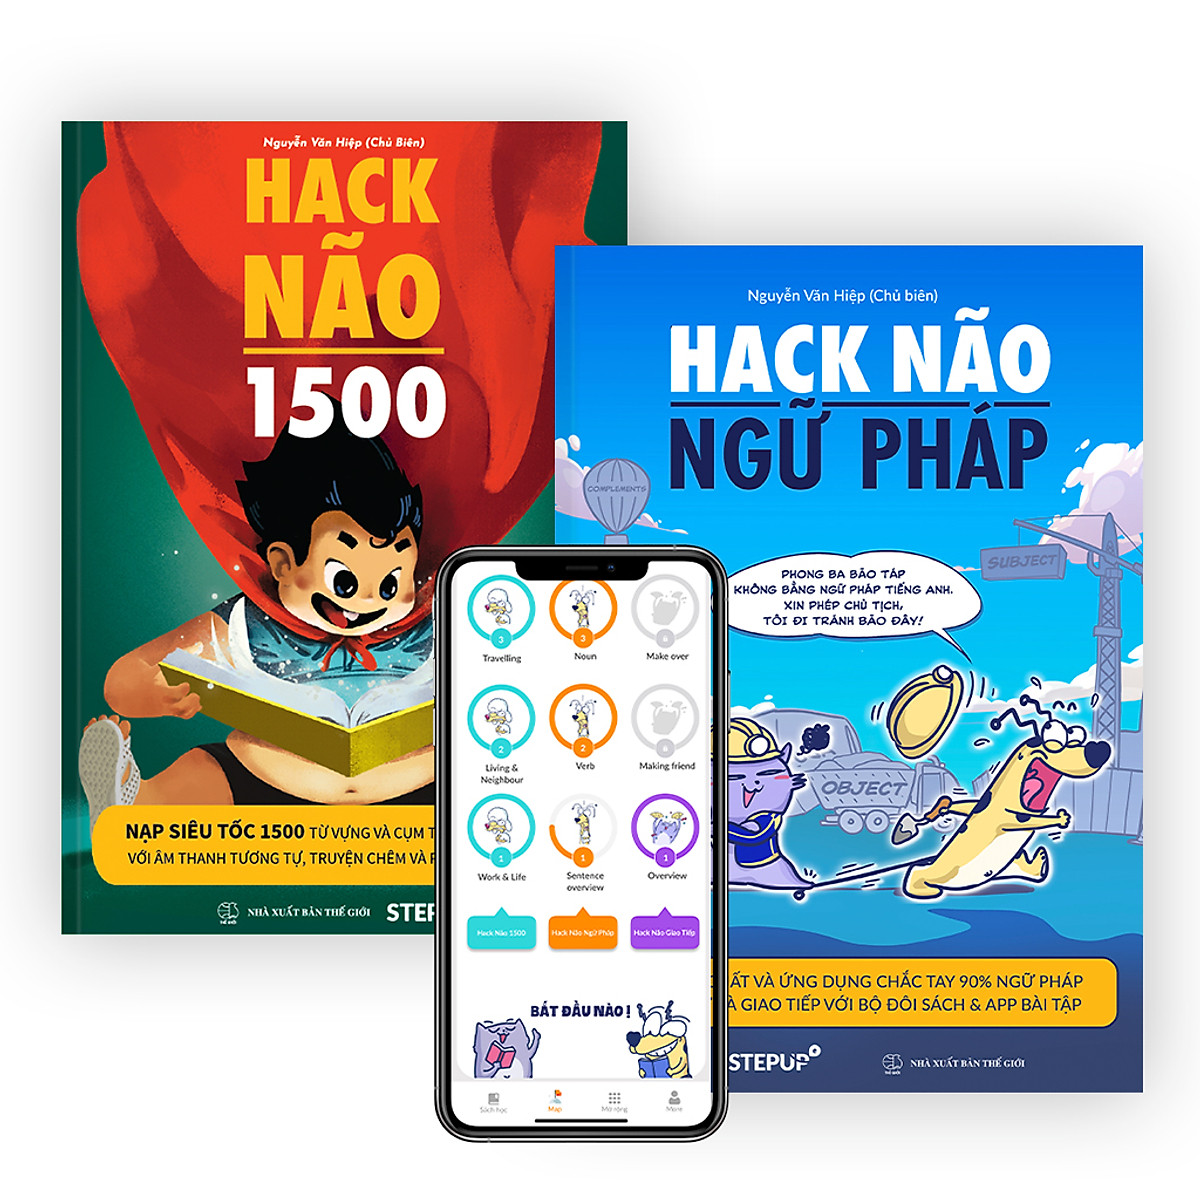 Nguyễn Văn Hiệp (Chủ Biên)
HACK
NÃO
1500
NẠP SIÊU TỐC 1500 TỪ VỰNG VÀ CỤM
VỚI ÂM THANH TƯƠNG TỰ, TRUYỆN CHÊM VÀ
NHÀ XUẤT BẢN THẾ GIỚI
STEP
Nguyễn Văn Hiệp (Chủ biên)
HACK NÃO
NGỮ PHÁP
COMPLEMENTS
SUBJECT
PHONG BA BÃO TÁP
KHÔNG BẰNG NGỮ PHÁP TIẾNG ANH.
XIN PHÉP CHỦ TỊCH,
TÔI ĐI TRÁNH BÃO ĐÂY!
OBJECT
ẤT VÀ ỨNG DỤNG CHẮC TAY 90% NGỮ PHÁP
À GIAO TIẾP VỚI BỘ ĐÔI SÁCH & APP BÀI TẬP
STEPUP
NHÀ XUẤT BẢN THẾ GIỚI
3 3
Travelling Noun Make over
2 2
Living & Neighbour Verb Making friend
1 1 1
Work & Life Sentence overview Overview
Hack Não 1500 Hack Não Ngữ Pháp Hack Não Giao Tiếp
BẮT ĐẦU NÀO !
Sách học Map Mở rộng More